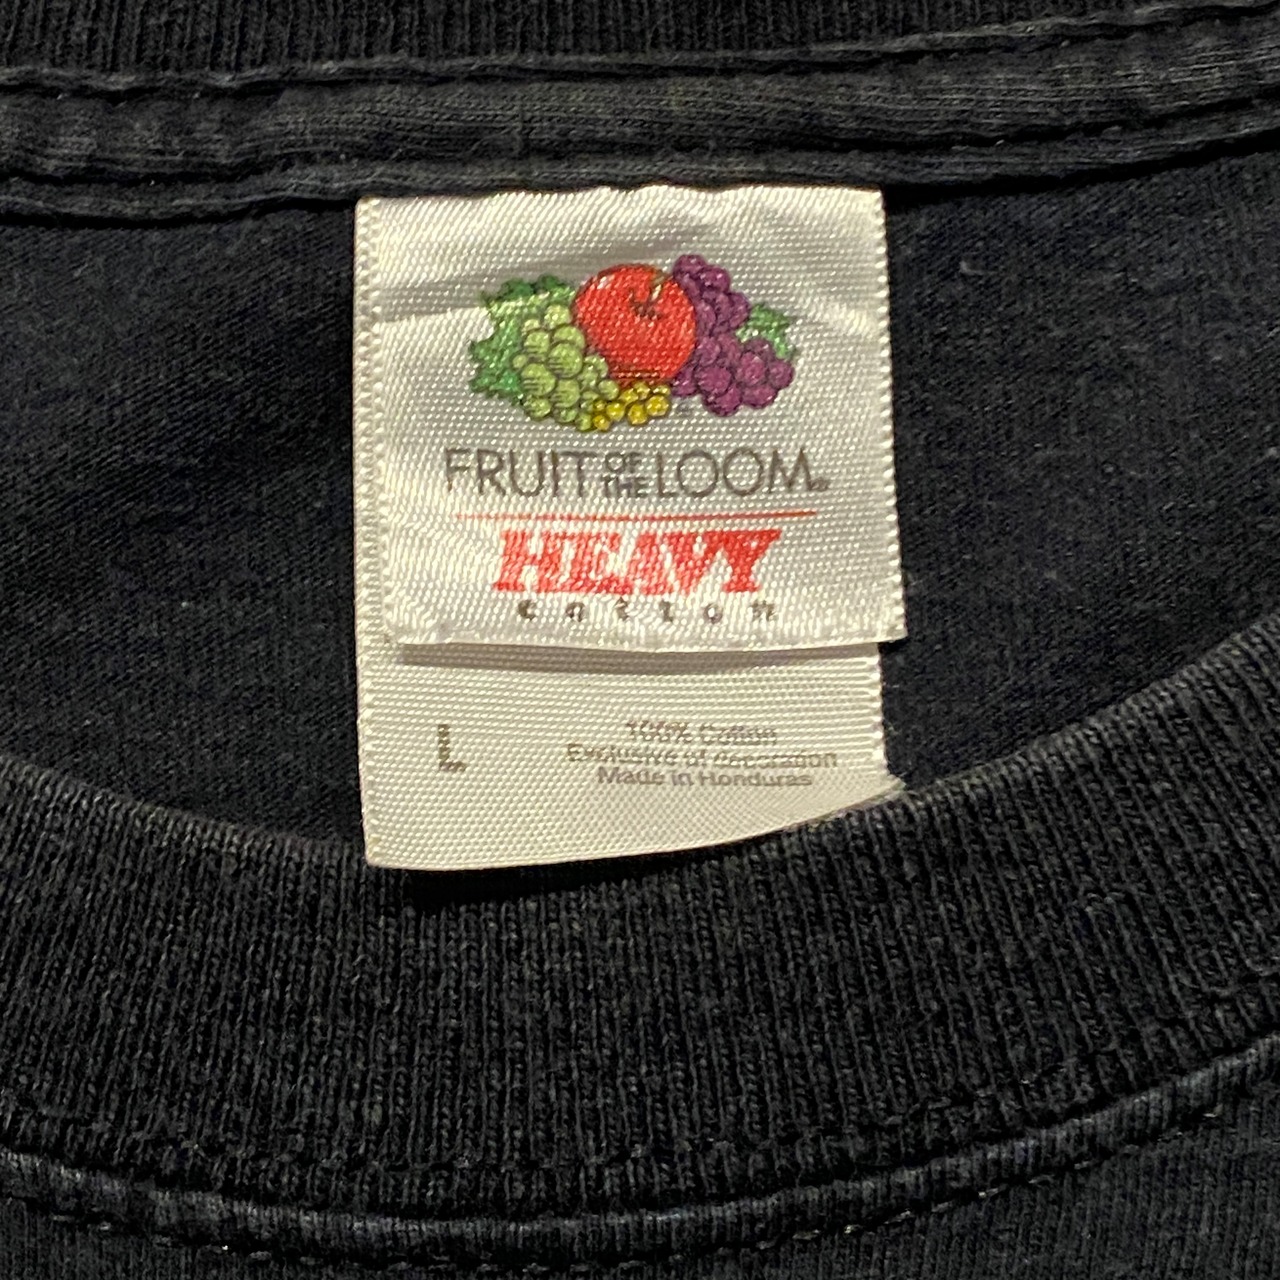 FRUIT OF THE LOOM®
HEAVY
cotton
L
100% Cotton
Exclusive of decoration
Made in Honduras